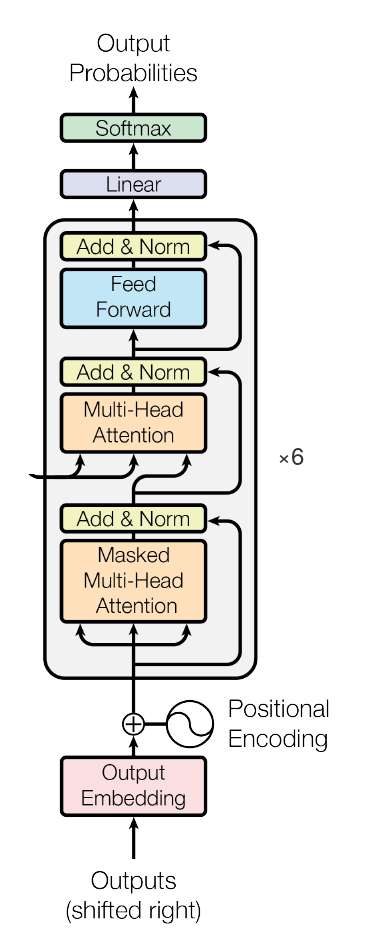 Output
Probabilities
Softmax
Linear
Add & Norm
Feed
Forward
Add & Norm
Multi-Head
Attention
×6
Add & Norm
Masked
Multi-Head
Attention
Positional
Encoding
Output
Embedding
Outputs
(shifted right)